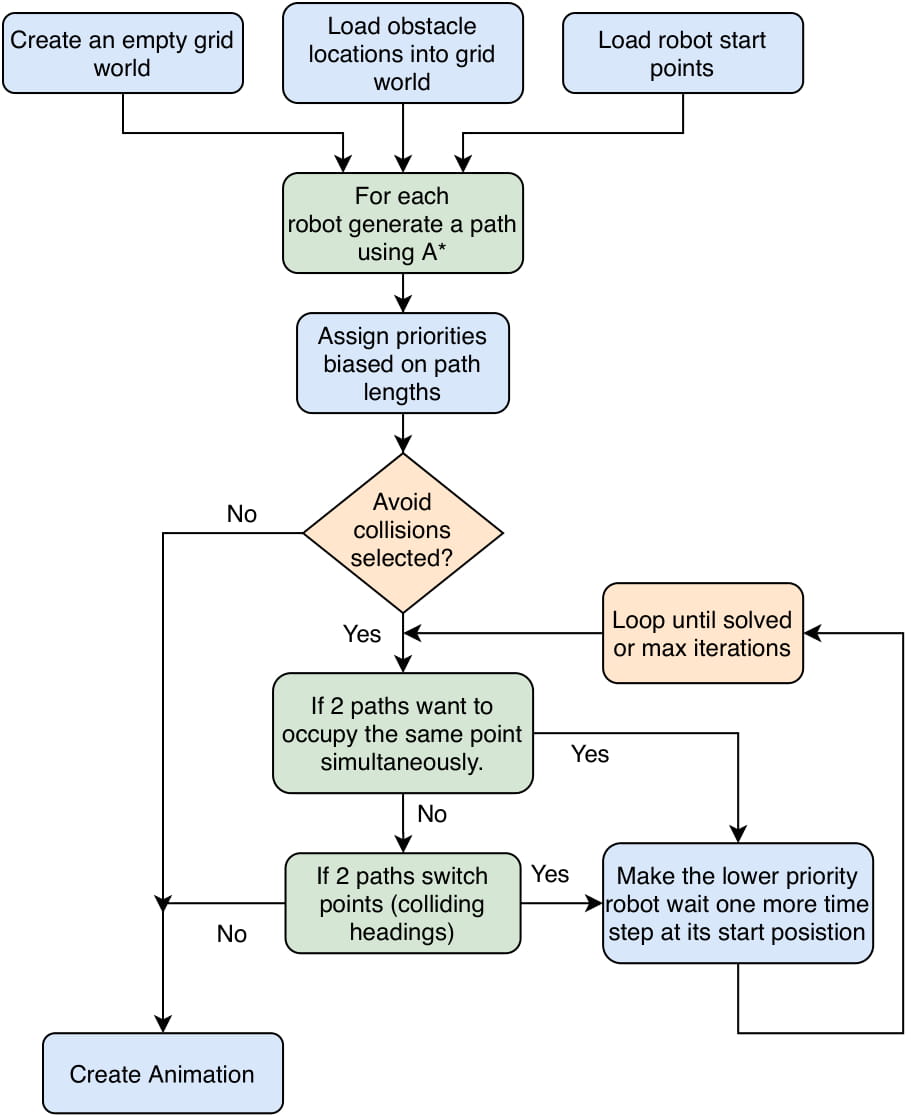 Create an empty grid
world
Load obstacle
locations into grid
world
Load robot start
points
For each
robot generate a path
using A*
Assign priorities
biased on path
lengths
Avoid
collisions
selected?
No
Yes
Loop until solved
or max iterations
If 2 paths want to
occupy the same point
simultaneously.
Yes
No
If 2 paths switch
points (colliding
headings)
Yes
No
Make the lower priority
robot wait one more time
step at its start posistion
Create Animation